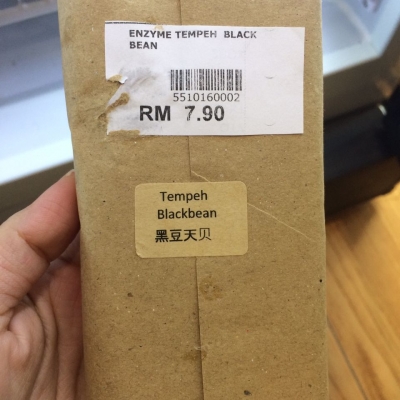 ENZYME TEMPEH BLACK
BEAN
5510160002
RM 7.90
Tempeh
Blackbean
黑豆天贝